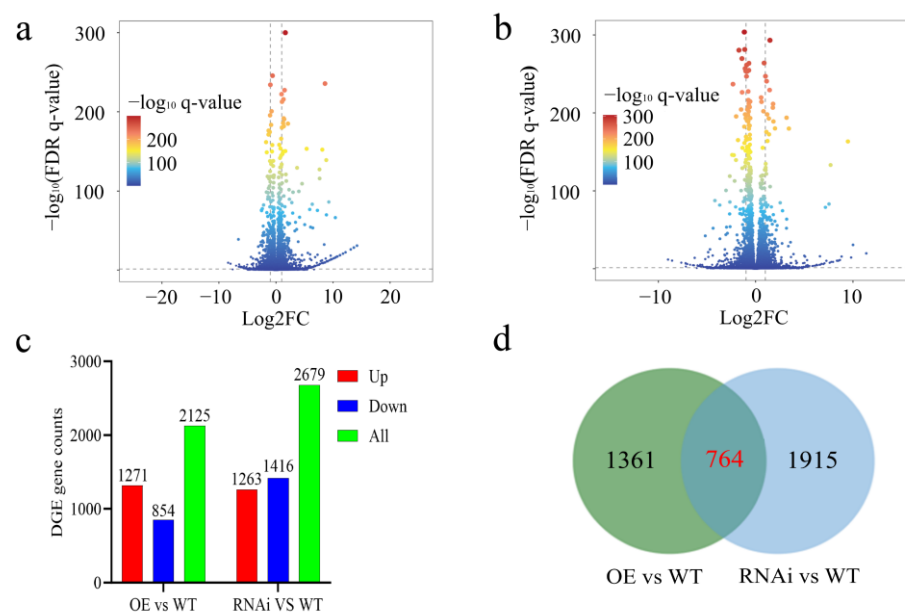 a
300
200
100
−log₁₀(FDR q-value)
−log₁₀ q-value
200
100
−20 −10 0 10 20
Log2FC
b
300
200
100
−log₁₀(FDR q-value)
−log₁₀ q-value
300
200
100
−10 0 10
Log2FC
c
3000
2000
1000
0
DGE gene counts
1271
854
2125
1263
1416
2679
Up
Down
All
OE vs WT RNAi VS WT
d
1361 764 1915
OE vs WT RNAi vs WT